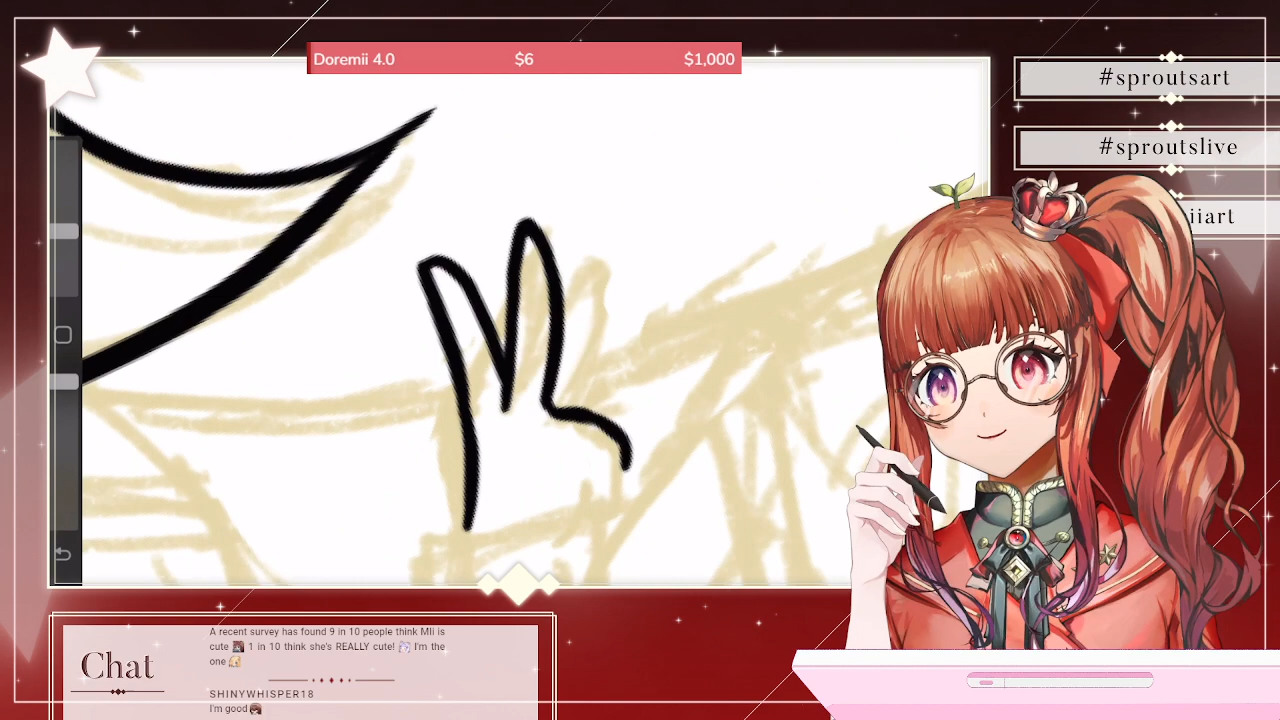 Doremii 4.0 $6 $1,000
#sproutsart
#sproutslive
iiart
Chat
A recent survey has found 9 in 10 people think MIi is
cute 1 in 10 think she's REALLY cute! I'm the
one
SHINYWHISPER18
I'm good